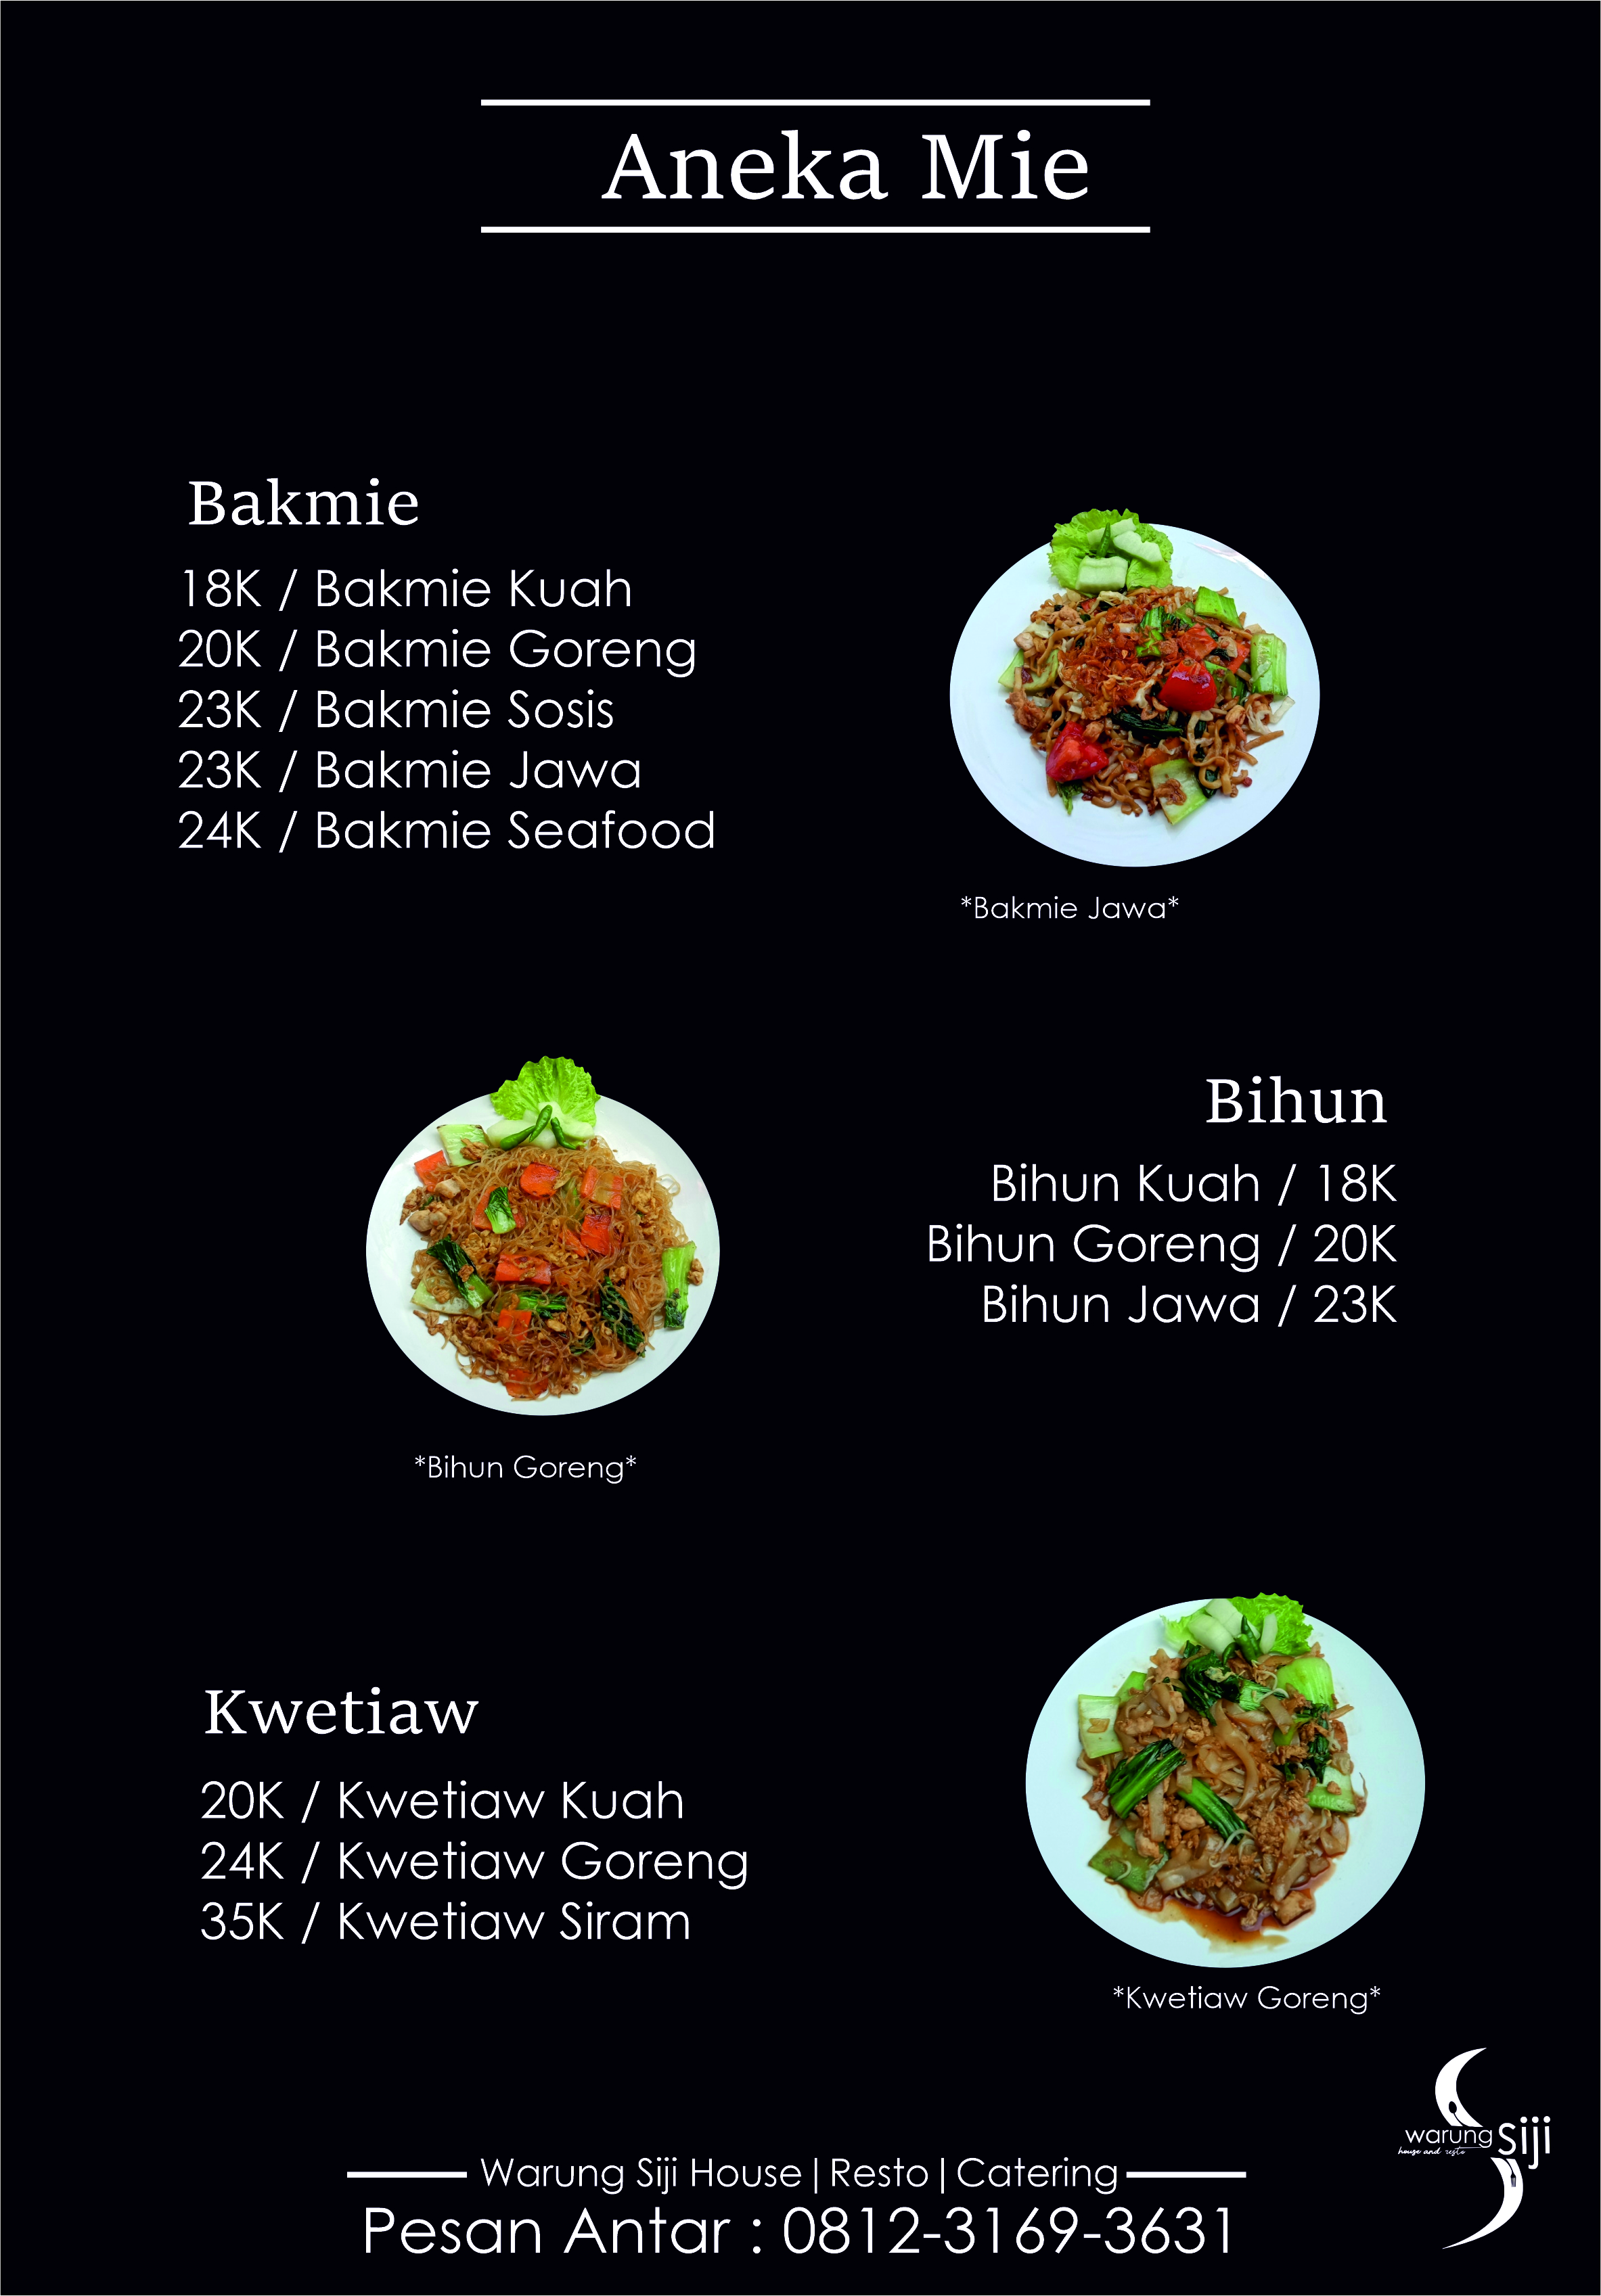 Aneka Mie
Bakmie
18K / Bakmie Kuah
20K / Bakmie Goreng
23K / Bakmie Sosis
23K / Bakmie Jawa
24K / Bakmie Seafood
*Bakmie Jawa*
Bihun
Bihun Kuah / 18K
Bihun Goreng / 20K
Bihun Jawa / 23K
*Bihun Goreng*
Kwetiaw
20K / Kwetiaw Kuah
24K / Kwetiaw Goreng
35K / Kwetiaw Siram
*Kwetiaw Goreng*
warung Siji
house and resto
Warung Siji House|Resto|Catering
Pesan Antar : 0812-3169-3631